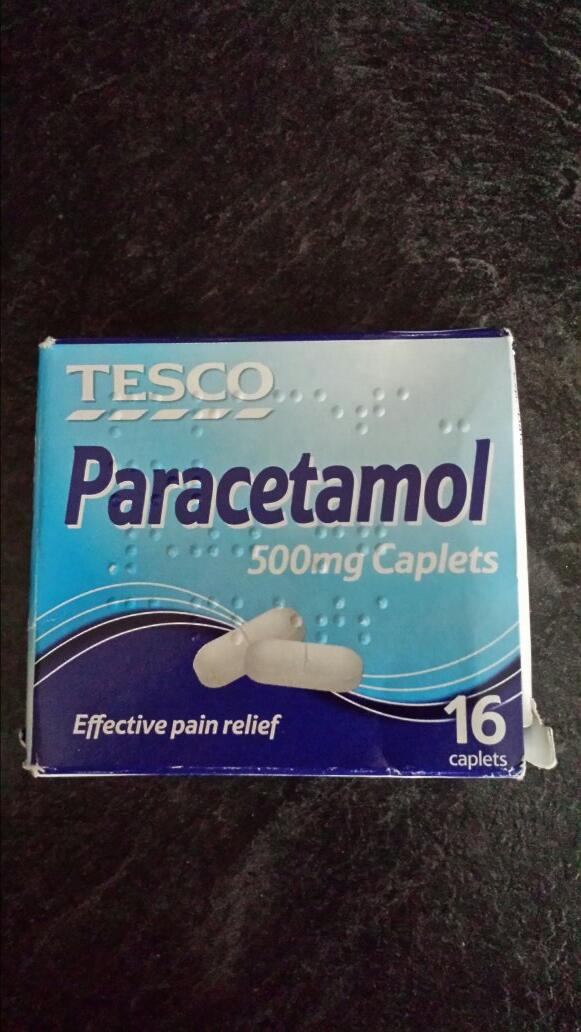 TESCO
Paracetamol
500mg Caplets
Effective pain relief
16
caplets